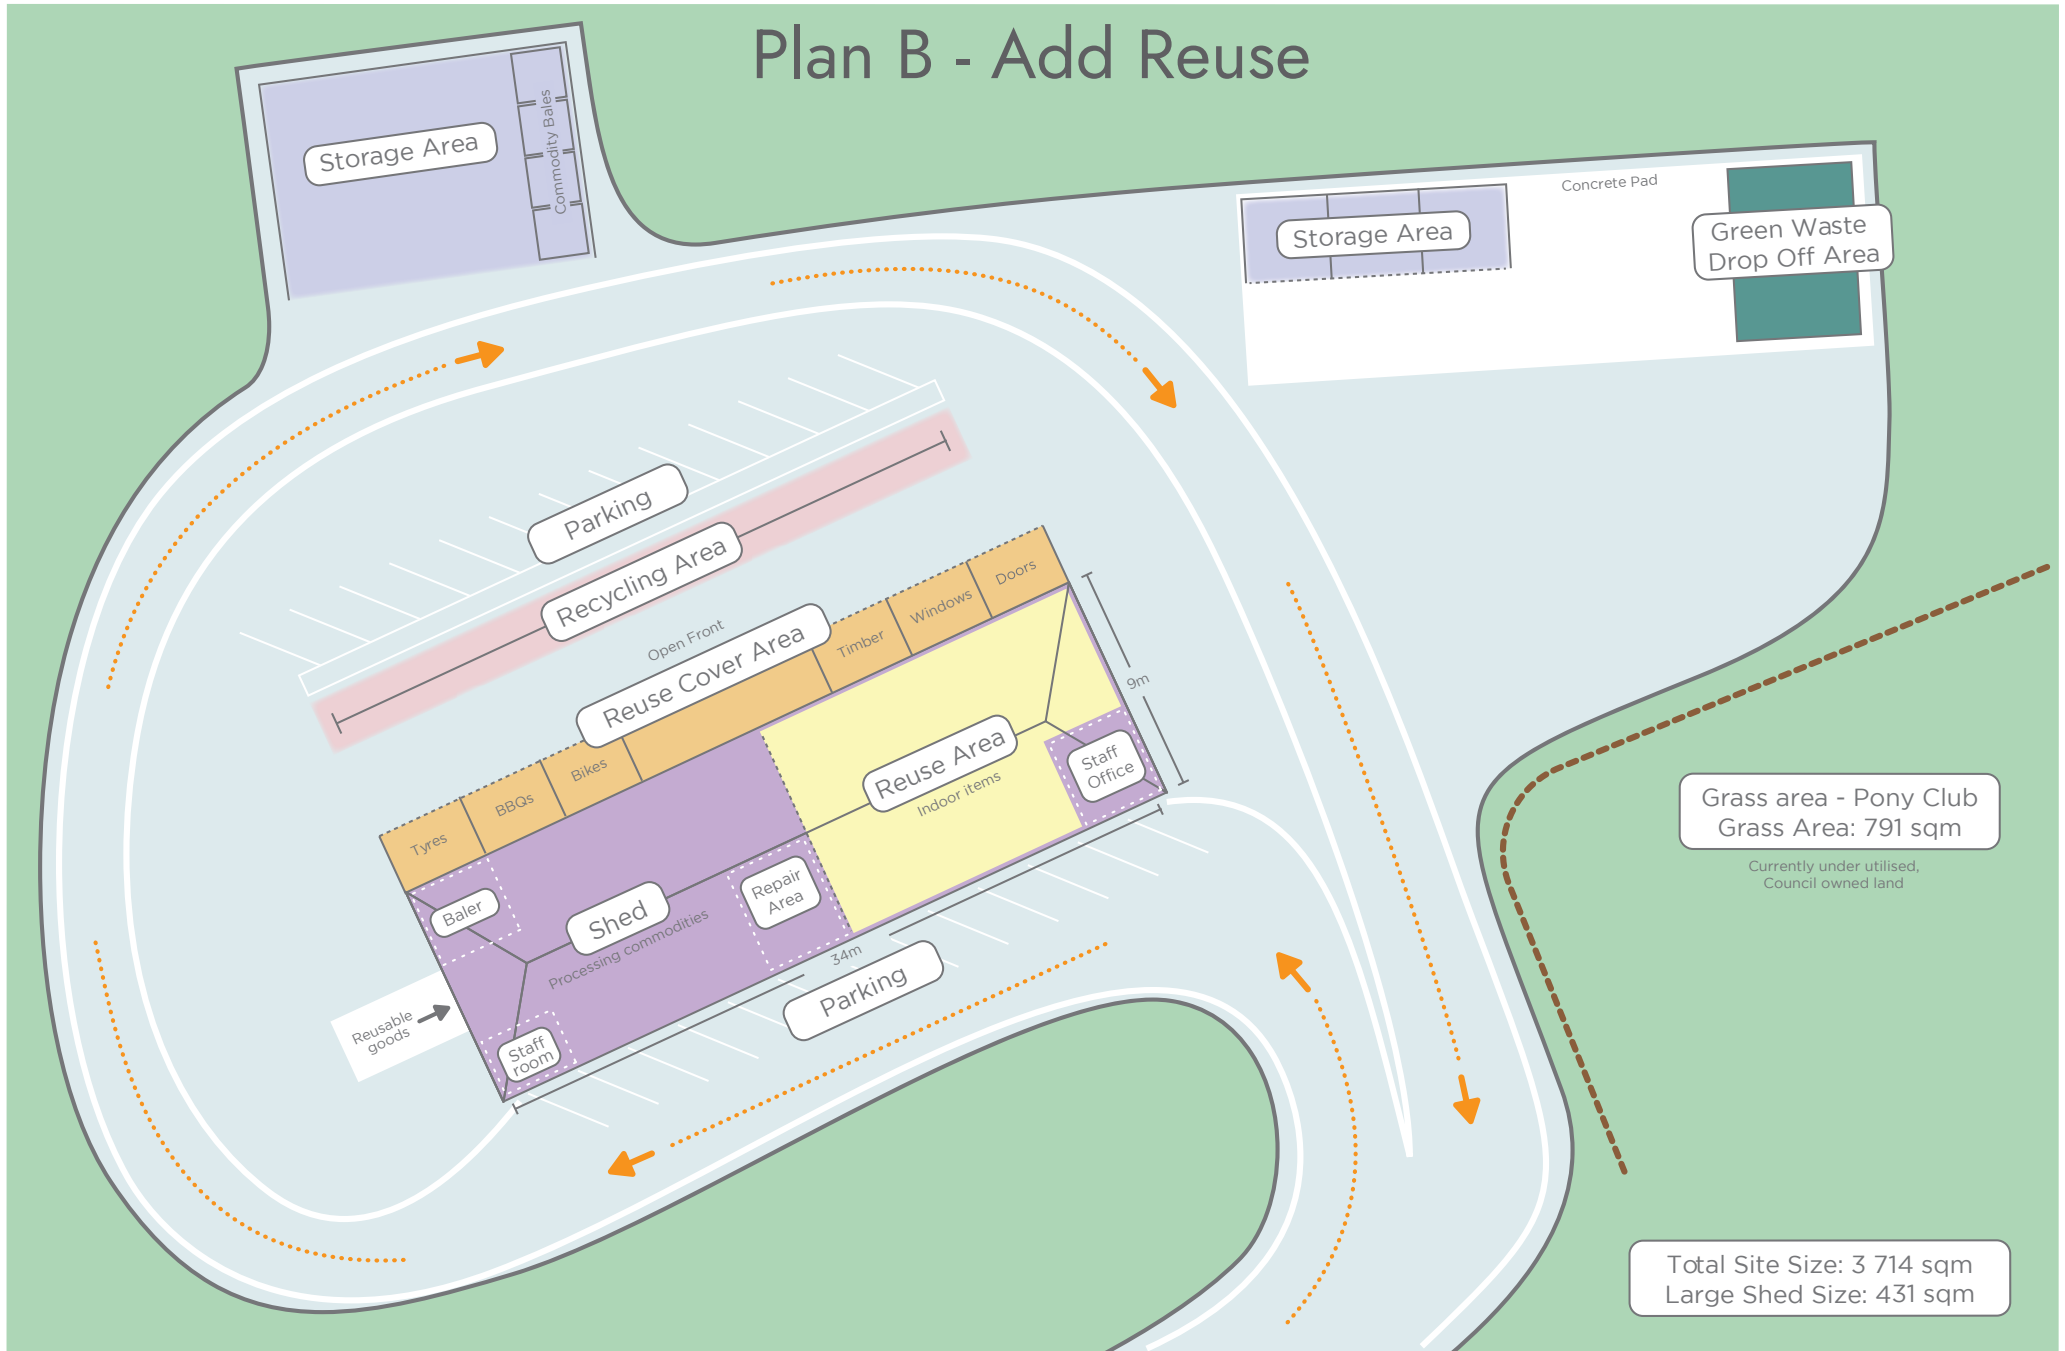 Plan B - Add Reuse
Storage Area
Commodity Bales
Storage Area
Concrete Pad
Green Waste
Drop Off Area
Parking
Recycling Area
Open Front
Reuse Cover Area
Tyres
BBQs
Bikes
Timber
Windows
Doors
9m
Reuse Area
Indoor items
Staff
Office
Baler
Shed
Processing commodities
Repair
Area
34m
Parking
Reusable
goods
Staff
room
Grass area - Pony Club
Grass Area: 791 sqm
Currently under utilised,
Council owned land
Total Site Size: 3 714 sqm
Large Shed Size: 431 sqm